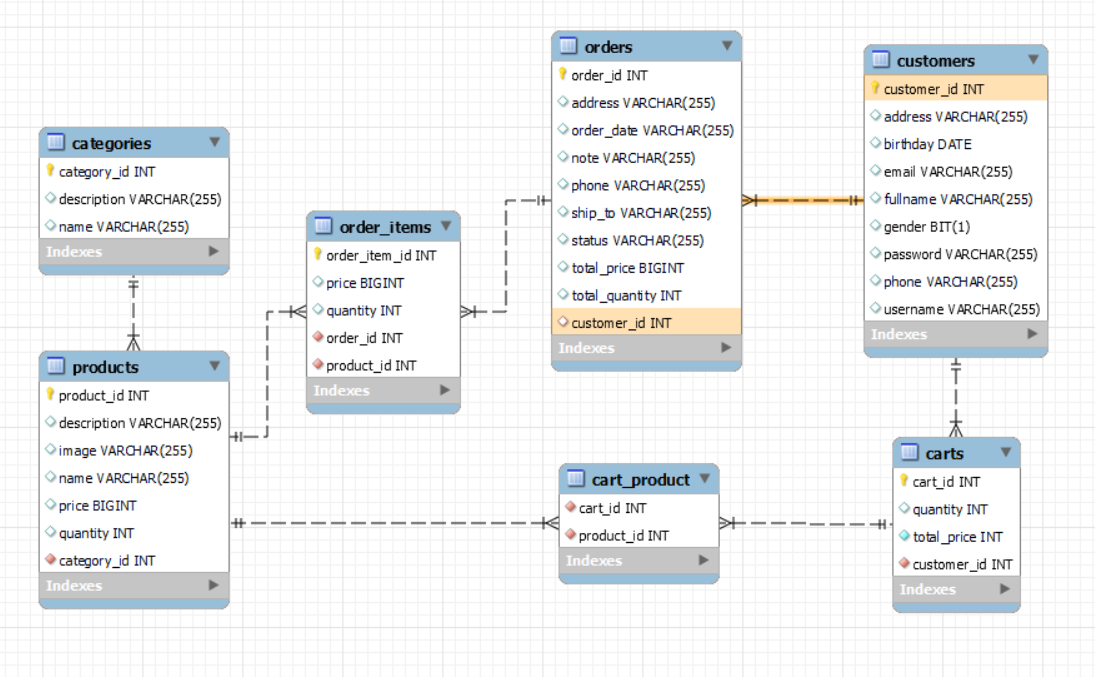 categories
category_id INT
description VARCHAR(255)
name VARCHAR(255)
Indexes
products
product_id INT
description VARCHAR(255)
image VARCHAR(255)
name VARCHAR(255)
price BIGINT
quantity INT
category_id INT
Indexes
order_items
order_item_id INT
price BIGINT
quantity INT
order_id INT
product_id INT
Indexes
orders
order_id INT
address VARCHAR(255)
order_date VARCHAR(255)
note VARCHAR(255)
phone VARCHAR(255)
ship_to VARCHAR(255)
status VARCHAR(255)
total_price BIGINT
total_quantity INT
customer_id INT
Indexes
customers
customer_id INT
address VARCHAR(255)
birthday DATE
email VARCHAR(255)
fullname VARCHAR(255)
gender BIT(1)
password VARCHAR(255)
phone VARCHAR(255)
username VARCHAR(255)
Indexes
cart_product
cart_id INT
product_id INT
Indexes
carts
cart_id INT
quantity INT
total_price INT
customer_id INT
Indexes